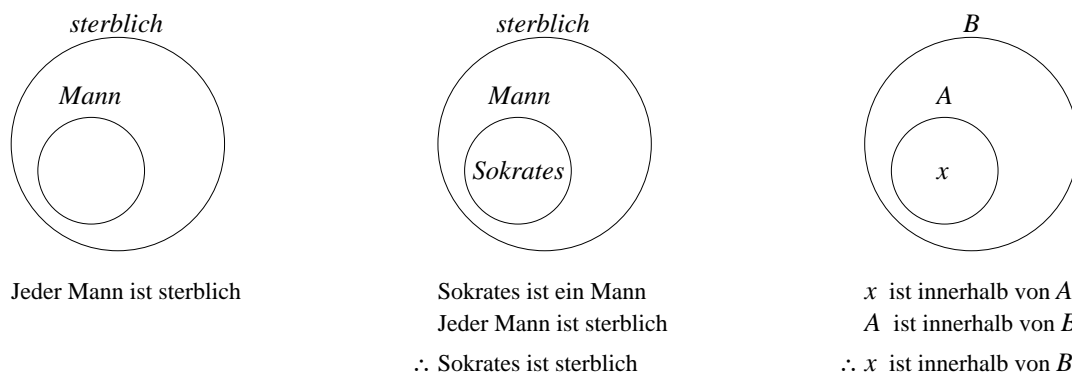 sterblich
Mann
Jeder Mann ist sterblich
sterblich
Mann
Sokrates
Sokrates ist ein Mann
Jeder Mann ist sterblich
∴ Sokrates ist sterblich
B
A
x
x ist innerhalb von A
A ist innerhalb von B
∴ x ist innerhalb von B